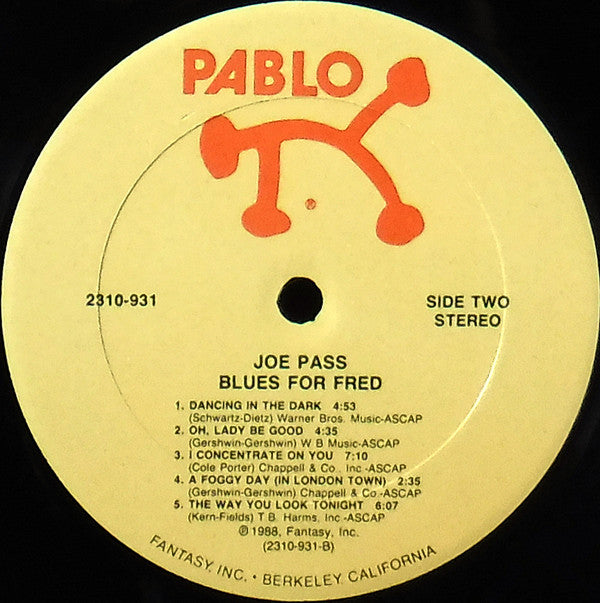 PABLO
®
2310-931
SIDE TWO
STEREO
JOE PASS
BLUES FOR FRED
1. DANCING IN THE DARK 4:53
(Schwartz-Dietz) Warner Bros. Music-ASCAP
2. OH, LADY BE GOOD 4:35
(Gershwin-Gershwin) W B Music-ASCAP
3. I CONCENTRATE ON YOU 7:10
(Cole Porter) Chappell & Co., Inc -ASCAP
4. A FOGGY DAY (IN LONDON TOWN) 2:35
(Gershwin-Gershwin) Chappell & Co -ASCAP
5. THE WAY YOU LOOK TONIGHT 6:07
(Kern-Fields) T.B. Harms, Inc -ASCAP
℗1988, Fantasy, Inc.
(2310-931-B)
FANTASY, INC. • BERKELEY, CALIFORNIA